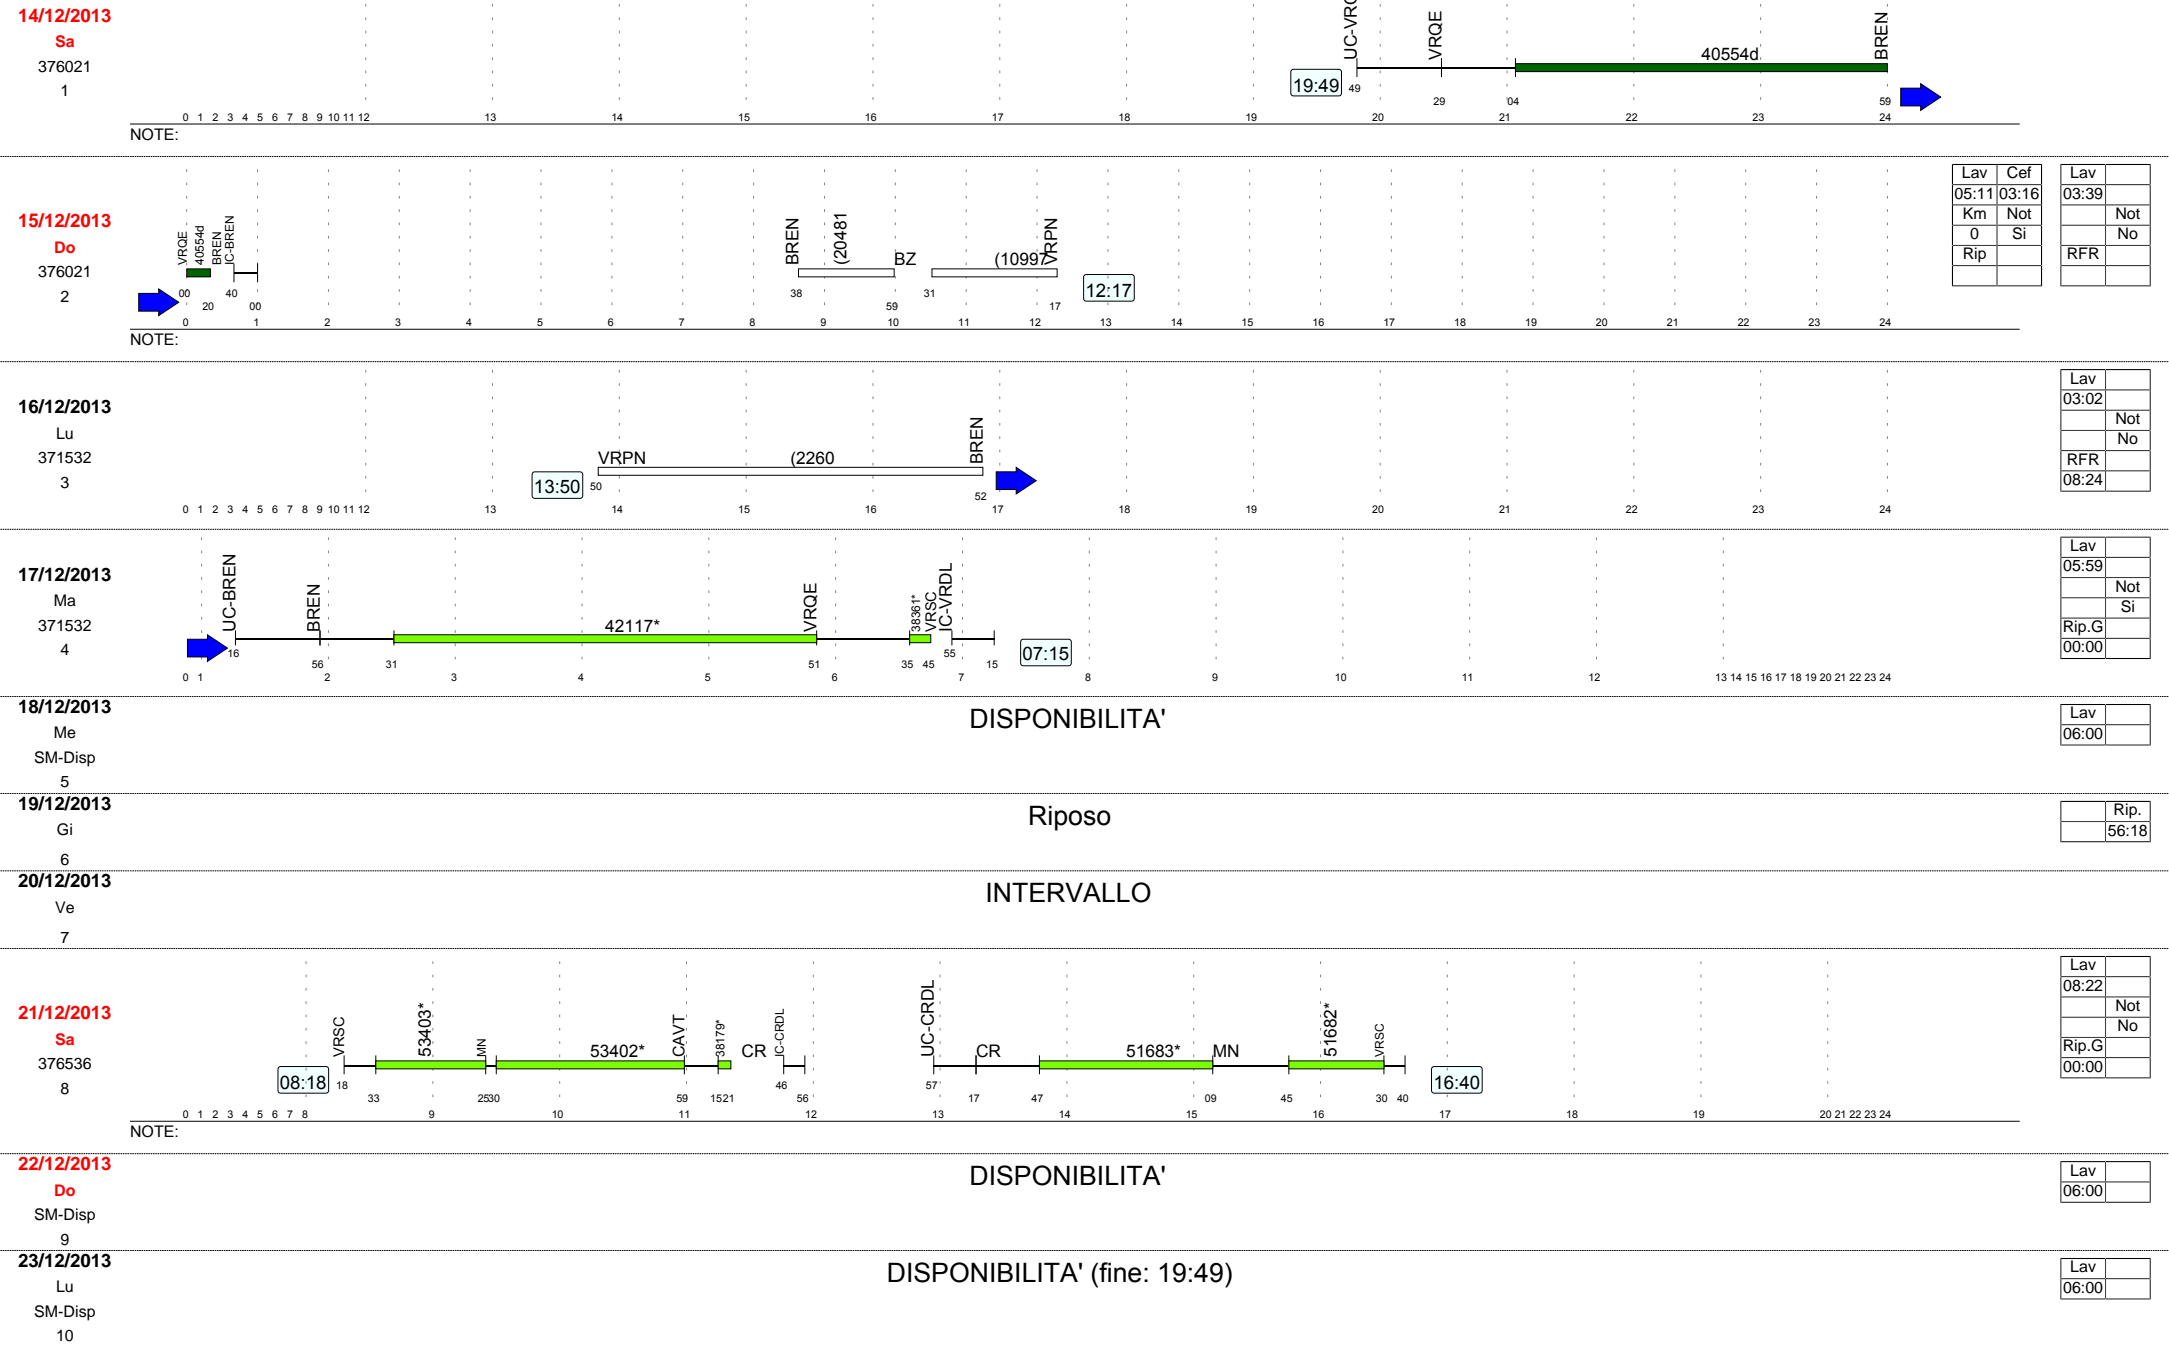 14/12/2013
Sa
376021
1
19:49
UC-VRQ
VRQE
40554d
BREN
49 29 04 59
0 1 2 3 4 5 6 7 8 9 10 11 12 13 14 15 16 17 18 19 20 21 22 23 24
NOTE:
15/12/2013
Do
376021
2
VRQE
40554d
BREN
IC-BREN
BREN
(20481
BZ
(10997
VRPN
12:17
00 20 40 00 38 59 31 17
0 1 2 3 4 5 6 7 8 9 10 11 12 13 14 15 16 17 18 19 20 21 22 23 24
NOTE:
Lav Cef
05:11 03:16
Km Not
0 Si
Rip
Lav
03:39
Not
No
RFR
16/12/2013
Lu
371532
3
13:50
VRPN
(2260
BREN
50 52
0 1 2 3 4 5 6 7 8 9 10 11 12 13 14 15 16 17 18 19 20 21 22 23 24
Lav
03:02
Not
No
RFR
08:24
17/12/2013
Ma
371532
4
UC-BREN
BREN
42117*
VRQE
38361*
VRSC
IC-VRDL
07:15
16 56 31 51 35 45 55 15
0 1 2 3 4 5 6 7 8 9 10 11 12 13 14 15 16 17 18 19 20 21 22 23 24
Lav
05:59
Not
Si
Rip.G
00:00
18/12/2013
Me
SM-Disp
5
DISPONIBILITA'
Lav
06:00
19/12/2013
Gi
6
Riposo
Rip.
56:18
20/12/2013
Ve
7
INTERVALLO
21/12/2013
Sa
376536
8
08:18
VRSC
53403*
MN
53402*
CAVT
38179*
CR
IC-CRDL
UC-CRDL
CR
51683*
MN
51682*
VRSC
16:40
18 33 25 30 59 15 21 46 56 57 17 47 09 45 30 40
0 1 2 3 4 5 6 7 8 9 10 11 12 13 14 15 16 17 18 19 20 21 22 23 24
NOTE:
Lav
08:22
Not
No
Rip.G
00:00
22/12/2013
Do
SM-Disp
9
DISPONIBILITA'
Lav
06:00
23/12/2013
Lu
SM-Disp
10
DISPONIBILITA' (fine: 19:49)
Lav
06:00